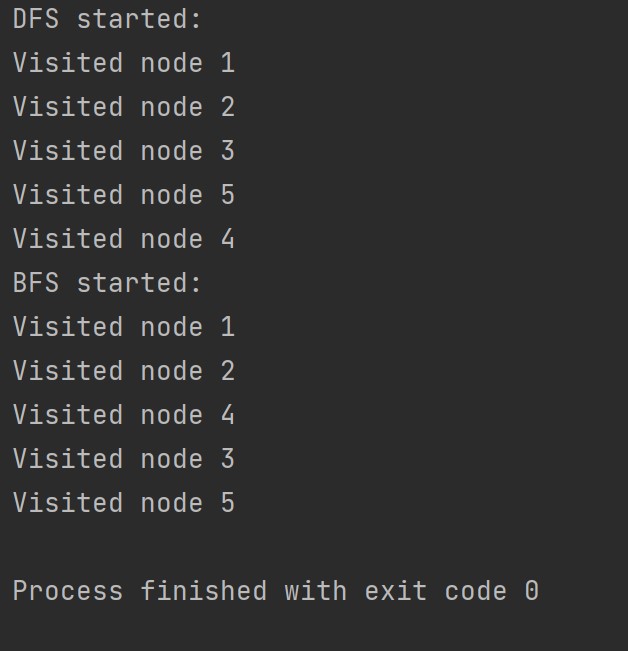 DFS started:
Visited node 1
Visited node 2
Visited node 3
Visited node 5
Visited node 4
BFS started:
Visited node 1
Visited node 2
Visited node 4
Visited node 3
Visited node 5
Process finished with exit code 0